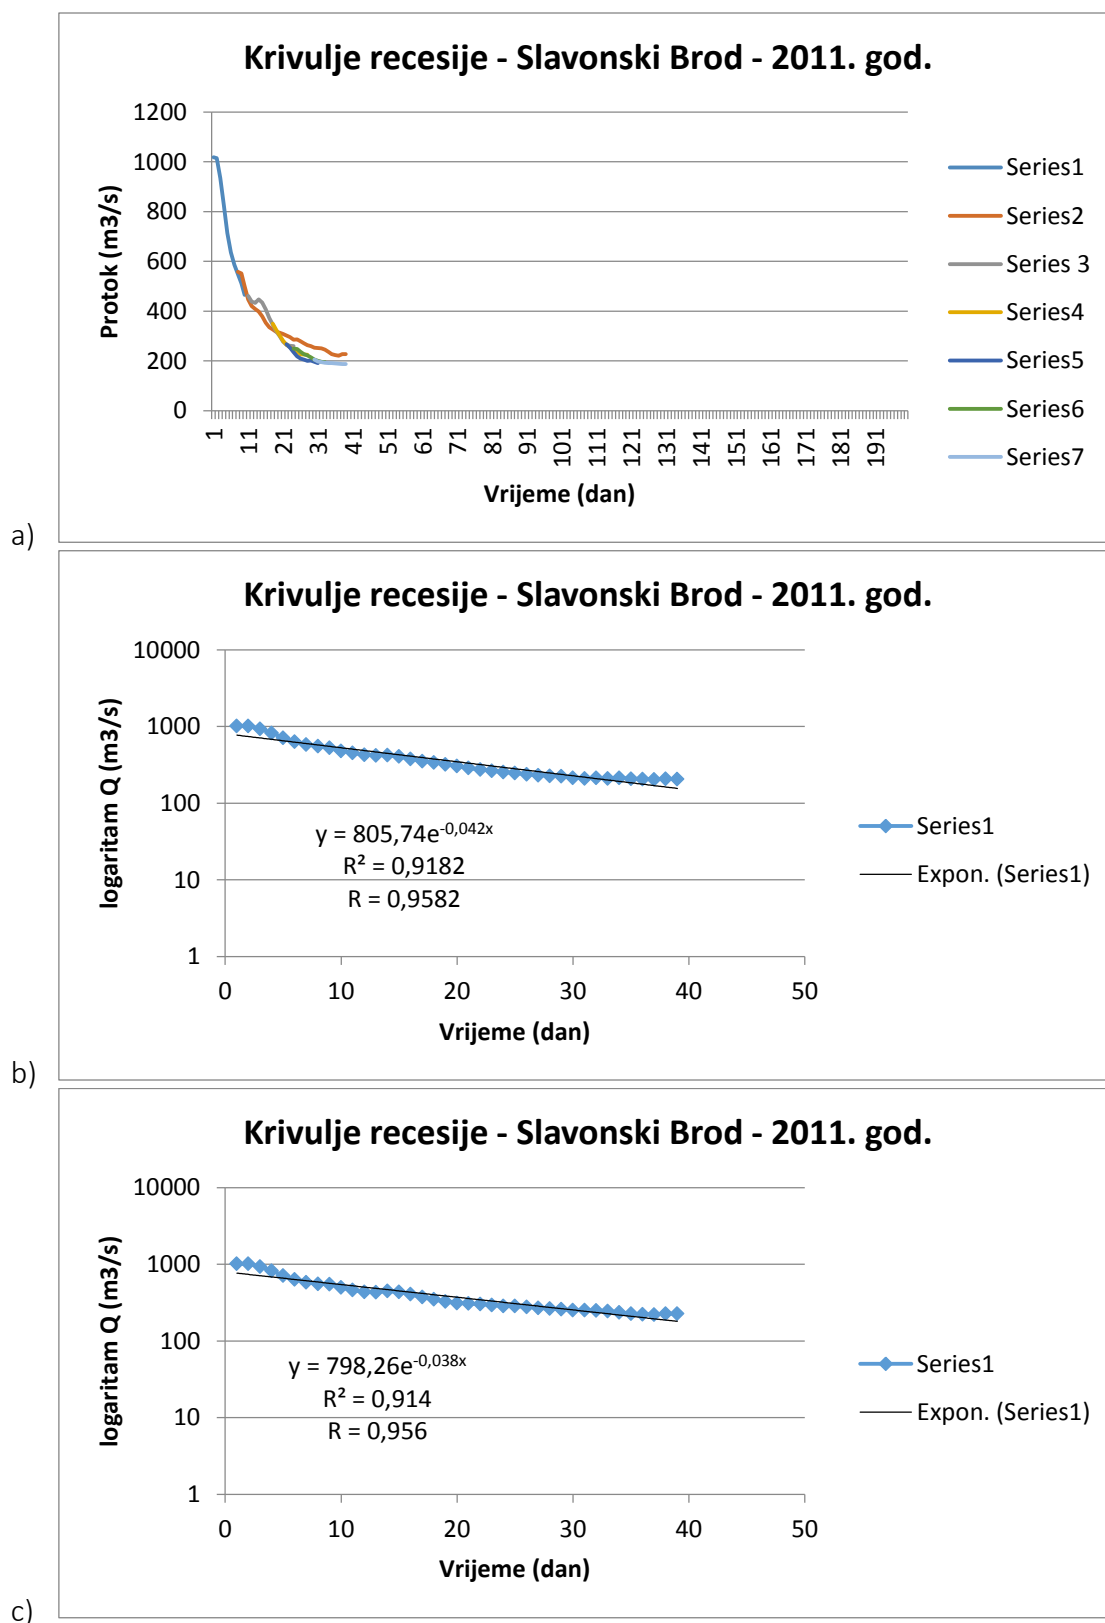 Krivulje recesije - Slavonski Brod - 2011. god.
1200
1000
800
600
400
200
0
Protok (m3/s)
1 11 21 31 41 51 61 71 81 91 101 111 121 131 141 151 161 171 181 191
Vrijeme (dan)
Series1
Series2
Series 3
Series4
Series5
Series6
Series7
a)
Krivulje recesije - Slavonski Brod - 2011. god.
10000
1000
100
10
1
logaritam Q (m3/s)
y = 805,74e^-0,042x
R² = 0,9182
R = 0,9582
0 10 20 30 40 50
Vrijeme (dan)
Series1
Expon. (Series1)
b)
Krivulje recesije - Slavonski Brod - 2011. god.
10000
1000
100
10
1
logaritam Q (m3/s)
y = 798,26e^-0,038x
R² = 0,914
R = 0,956
0 10 20 30 40 50
Vrijeme (dan)
Series1
Expon. (Series1)
c)